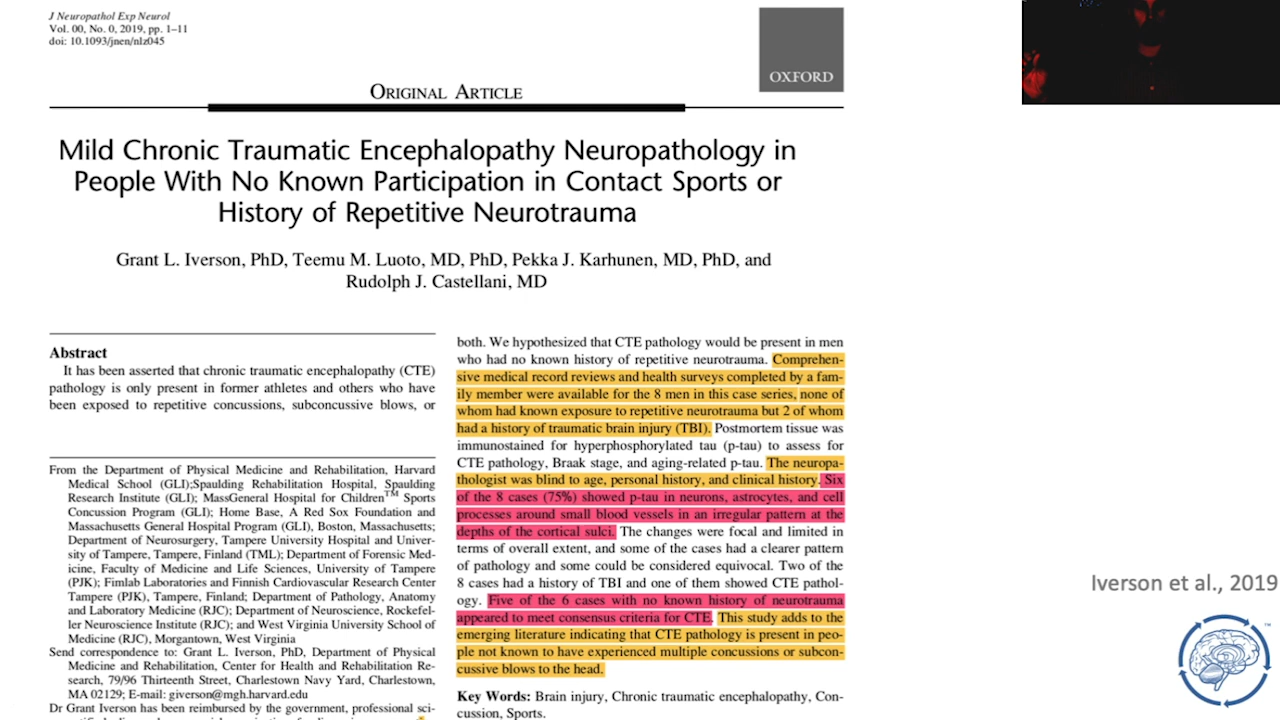 J Neuropathol Exp Neurol
Vol. 00, No. 0, 2019, pp. 1–11
doi: 10.1093/jnen/nlz045
OXFORD
ORIGINAL ARTICLE
Mild Chronic Traumatic Encephalopathy Neuropathology in
People With No Known Participation in Contact Sports or
History of Repetitive Neurotrauma
Grant L. Iverson, PhD, Teemu M. Luoto, MD, PhD, Pekka J. Karhunen, MD, PhD, and
Rudolph J. Castellani, MD
Abstract
It has been asserted that chronic traumatic encephalopathy (CTE)
pathology is only present in former athletes and others who have
been exposed to repetitive concussions, subconcussive blows, or
From the Department of Physical Medicine and Rehabilitation, Harvard
Medical School (GLI);Spaulding Rehabilitation Hospital, Spaulding
Research Institute (GLI); MassGeneral Hospital for Children™ Sports
Concussion Program (GLI); Home Base, A Red Sox Foundation and
Massachusetts General Hospital Program (GLI), Boston, Massachusetts;
Department of Neurosurgery, Tampere University Hospital and Univer-
sity of Tampere, Tampere, Finland (TML); Department of Forensic Med-
icine, Faculty of Medicine and Life Sciences, University of Tampere
(PJK); Fimlab Laboratories and Finnish Cardiovascular Research Center
Tampere (PJK), Tampere, Finland; Department of Pathology, Anatomy
and Laboratory Medicine (RJC); Department of Neuroscience, Rockefel-
ler Neuroscience Institute (RJC); and West Virginia University School of
Medicine (RJC), Morgantown, West Virginia
Send correspondence to: Grant L. Iverson, PhD, Department of Physical
Medicine and Rehabilitation, Center for Health and Rehabilitation Re-
search, 79/96 Thirteenth Street, Charlestown Navy Yard, Charlestown,
MA 02129; E-mail: giverson@mgh.harvard.edu
Dr Grant Iverson has been reimbursed by the government, professional sci-
both. We hypothesized that CTE pathology would be present in men
who had no known history of repetitive neurotrauma. Comprehen-
sive medical record reviews and health surveys completed by a fam-
ily member were available for the 8 men in this case series, none of
whom had known exposure to repetitive neurotrauma but 2 of whom
had a history of traumatic brain injury (TBI). Postmortem tissue was
immunostained for hyperphosphorylated tau (p-tau) to assess for
CTE pathology, Braak stage, and aging-related p-tau. The neuropa-
thologist was blind to age, personal history, and clinical history. Six
of the 8 cases (75%) showed p-tau in neurons, astrocytes, and cell
processes around small blood vessels in an irregular pattern at the
depths of the cortical sulci. The changes were focal and limited in
terms of overall extent, and some of the cases had a clearer pattern
of pathology and some could be considered equivocal. Two of the
8 cases had a history of TBI and one of them showed CTE pathol-
ogy. Five of the 6 cases with no known history of neurotrauma
appeared to meet consensus criteria for CTE. This study adds to the
emerging literature indicating that CTE pathology is present in peo-
ple not known to have experienced multiple concussions or subcon-
cussive blows to the head.
Key Words: Brain injury, Chronic traumatic encephalopathy, Con-
cussion, Sports.
Iverson et al., 2019
™